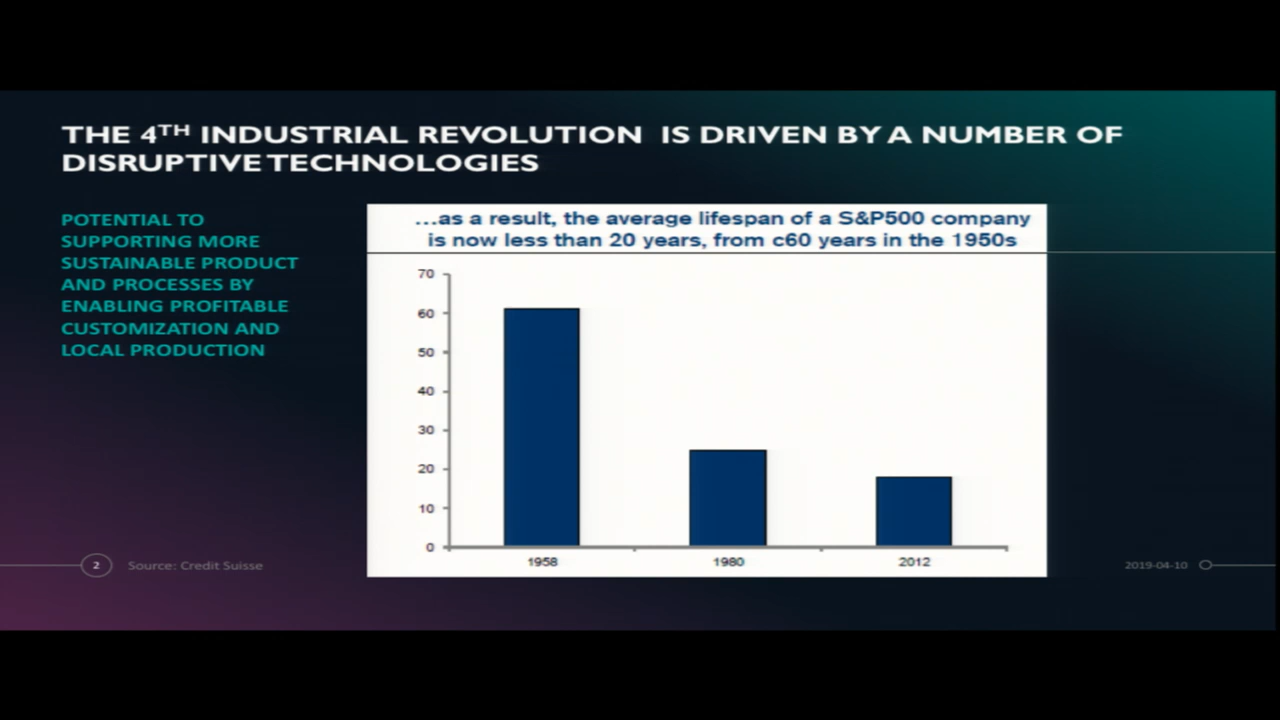 THE 4TH INDUSTRIAL REVOLUTION IS DRIVEN BY A NUMBER OF
DISRUPTIVE TECHNOLOGIES
POTENTIAL TO
SUPPORTING MORE
SUSTAINABLE PRODUCT
AND PROCESSES BY
ENABLING PROFITABLE
CUSTOMIZATION AND
LOCAL PRODUCTION
...as a result, the average lifespan of a S&P500 company
is now less than 20 years, from c60 years in the 1950s
70
60
50
40
30
20
10
0
1958 1980 2012
2 Source: Credit Suisse
2019-04-10